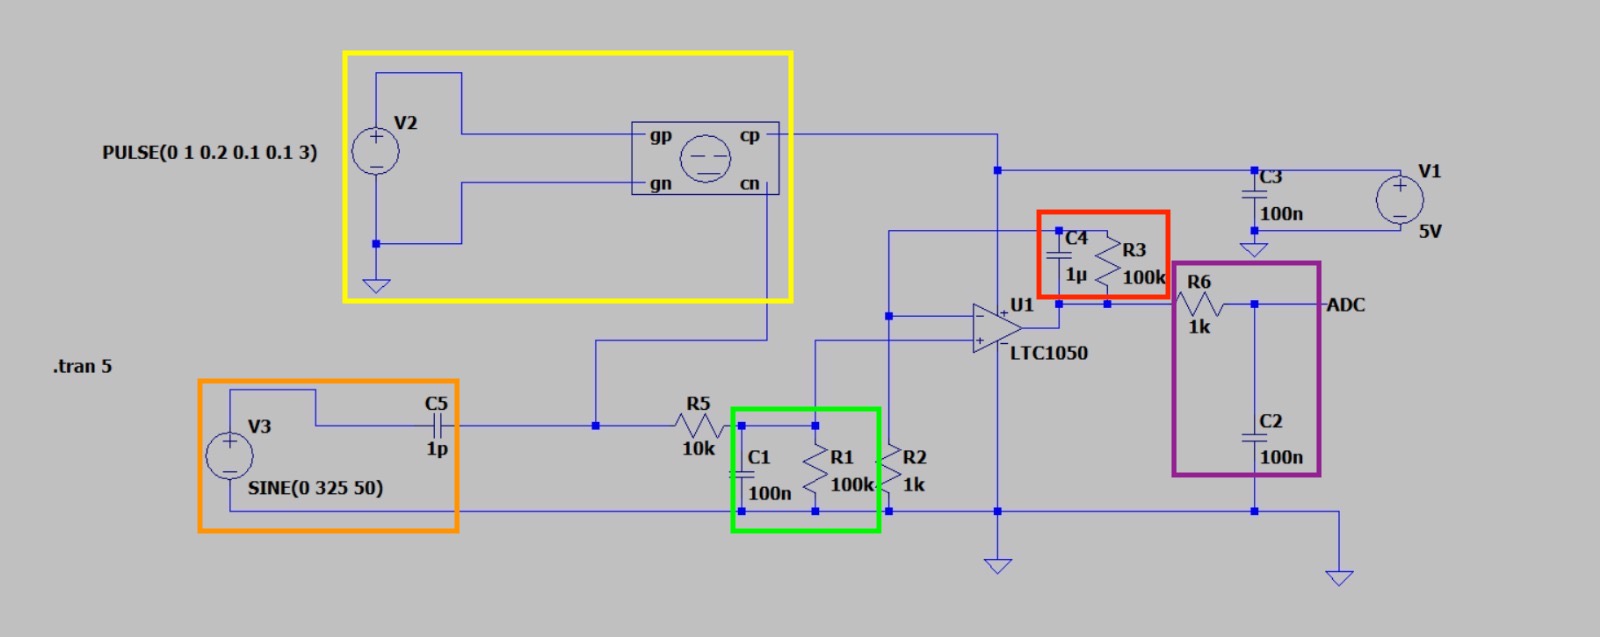 V2
PULSE(0 1 0.2 0.1 0.1 3)
gp
cp
gn
cn
C3
100n
V1
5V
+
−
C4
1µ
R3
100k
R6
1k
ADC
U1
LTC1050
.tran 5
V3
SINE(0 325 50)
C5
1p
R5
10k
C1
100n
R1
100k
R2
1k
C2
100n